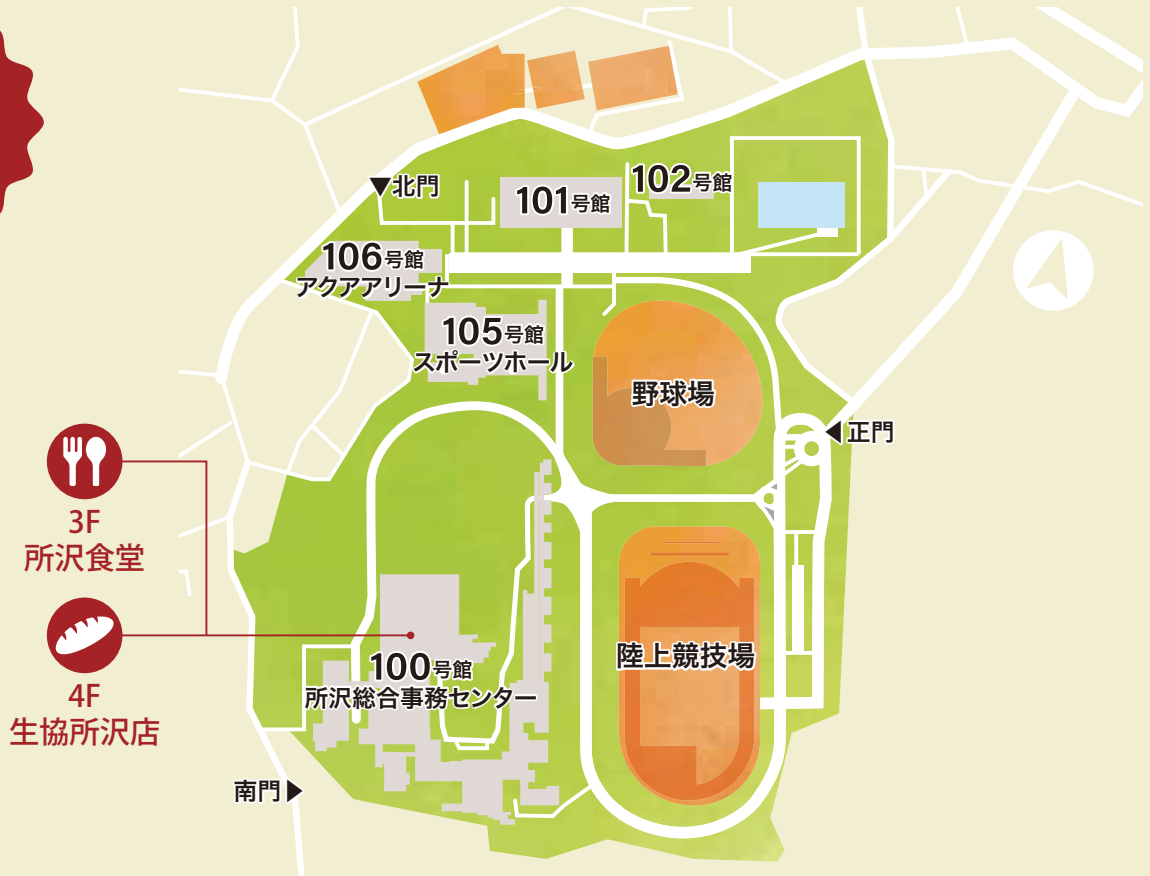 ▼北門
101号館
102号館
106号館
アクアアリーナ
105号館
スポーツホール
野球場
◀正門
3F
所沢食堂
陸上競技場
100号館
所沢総合事務センター
4F
生協所沢店
南門▶